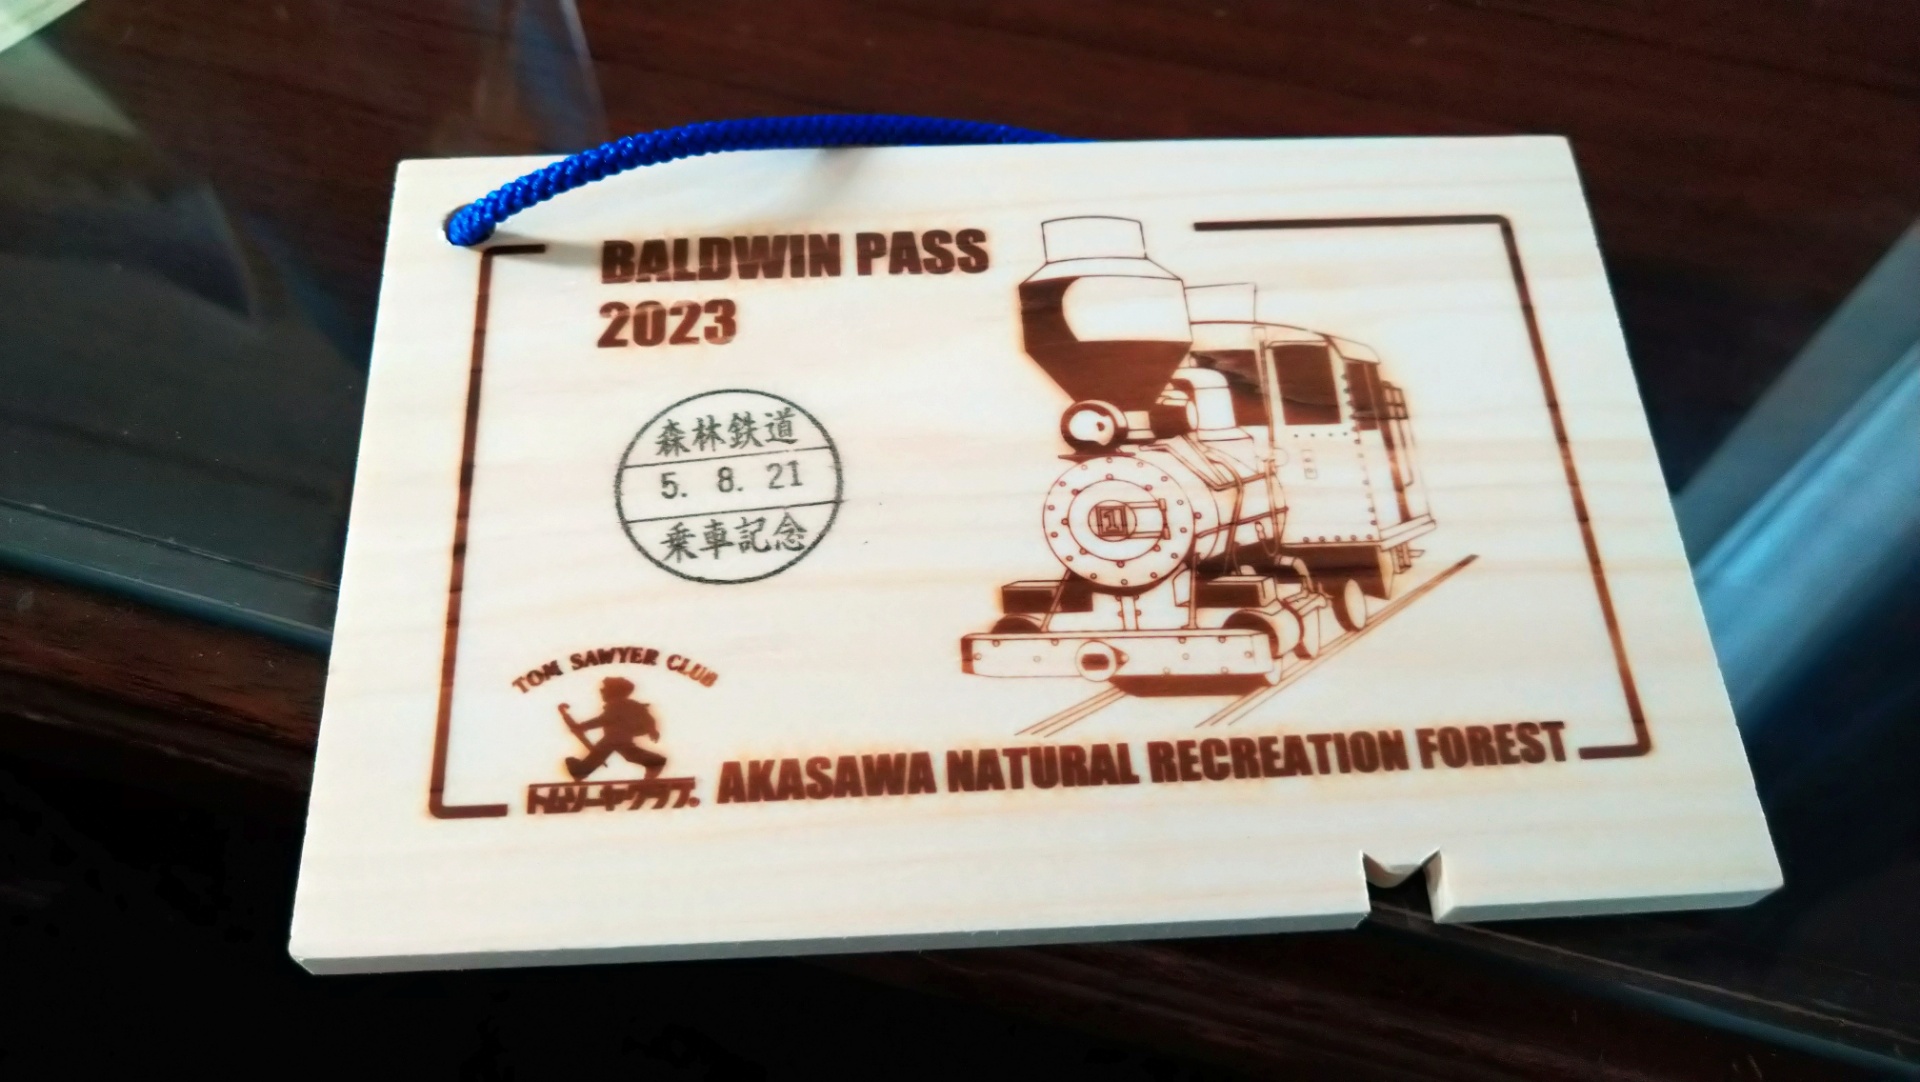 BALDWIN PASS
2023
森林鉄道
5. 8. 21
乗車記念
1
TOM SAWYER CLUB
トムソーヤクラブ®
AKASAWA NATURAL RECREATION FOREST